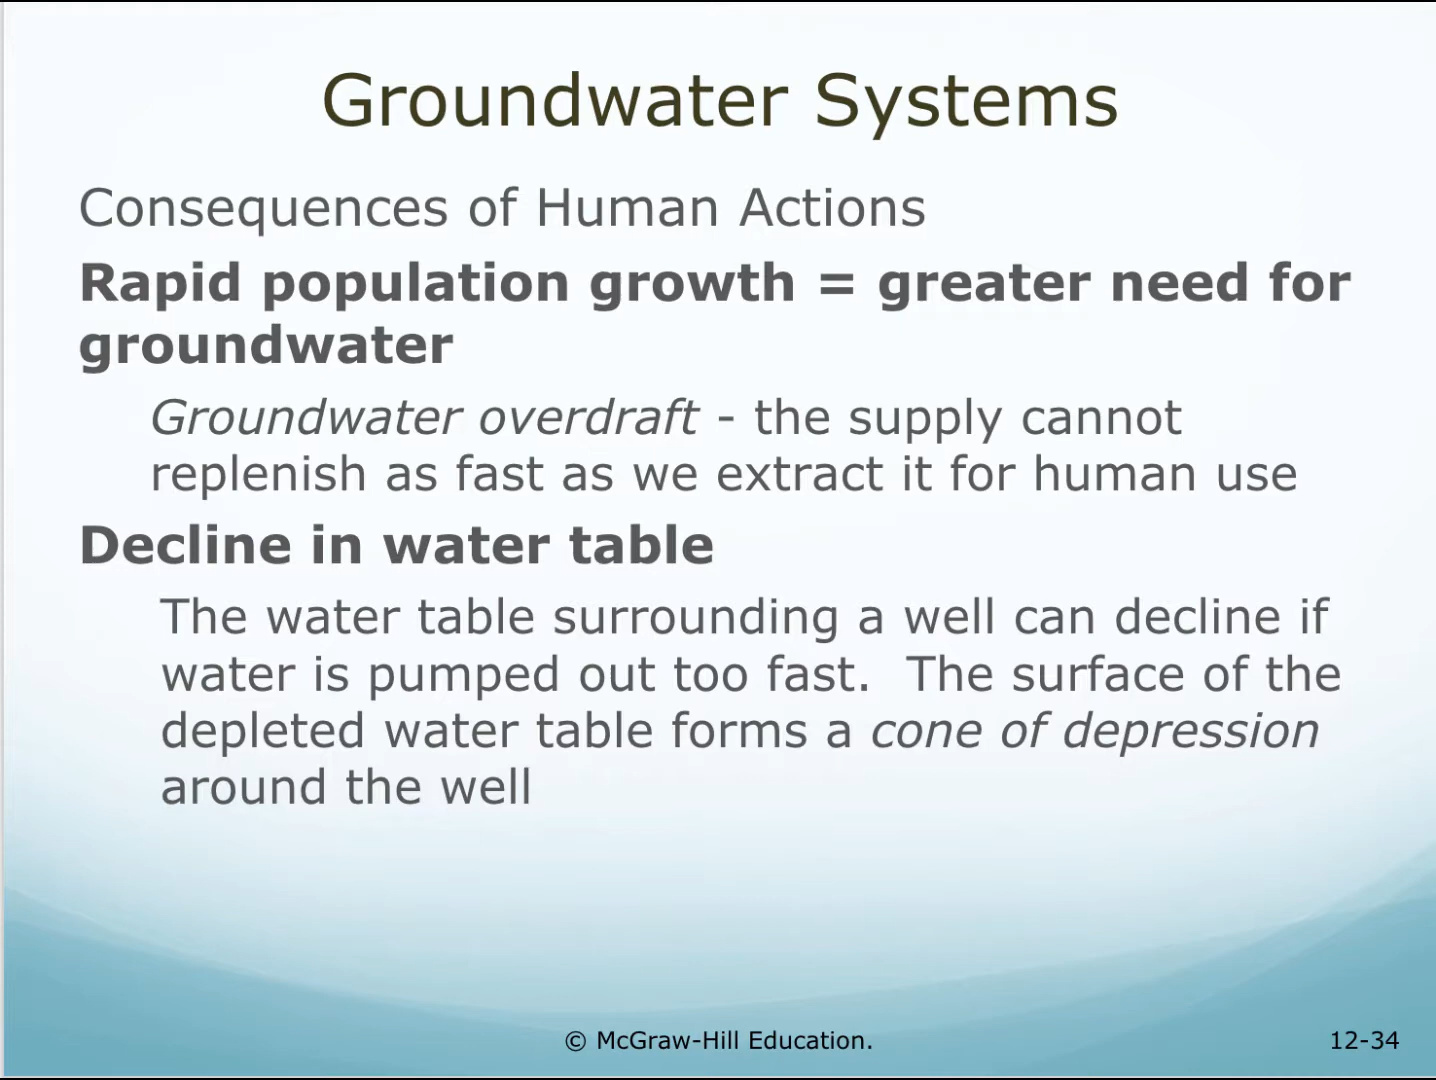 Groundwater Systems
Consequences of Human Actions
Rapid population growth = greater need for
groundwater
Groundwater overdraft - the supply cannot
replenish as fast as we extract it for human use
Decline in water table
The water table surrounding a well can decline if
water is pumped out too fast.  The surface of the
depleted water table forms a cone of depression
around the well
© McGraw-Hill Education.
12-34